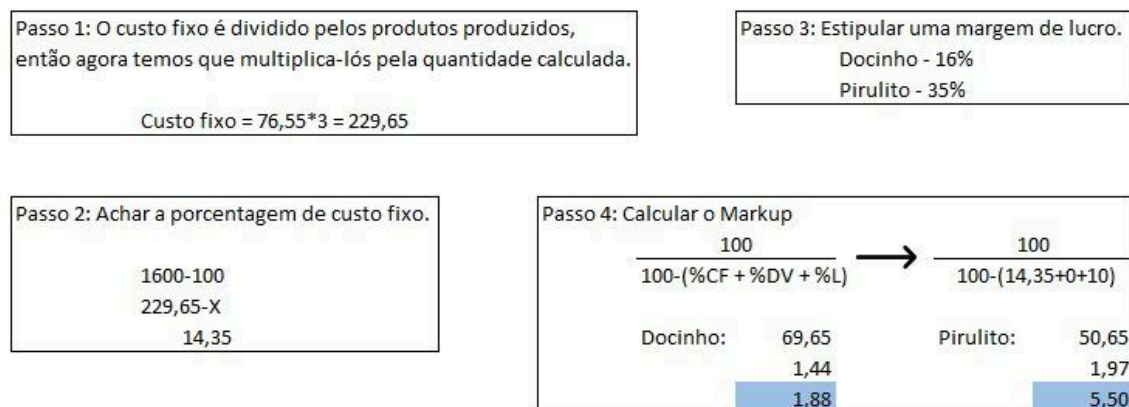 Passo 1: O custo fixo é dividido pelos produtos produzidos,
então agora temos que multiplica-lós pela quantidade calculada.
Custo fixo = 76,55*3 = 229,65
Passo 3: Estipular uma margem de lucro.
Docinho - 16%
Pirulito - 35%
Passo 2: Achar a porcentagem de custo fixo.
1600-100
229,65-X
14,35
Passo 4: Calcular o Markup
100 100
100-(%CF + %DV + %L) 100-(14,35+0+10)
Docinho: 69,65 Pirulito: 50,65
1,44 1,97
1,88 5,50